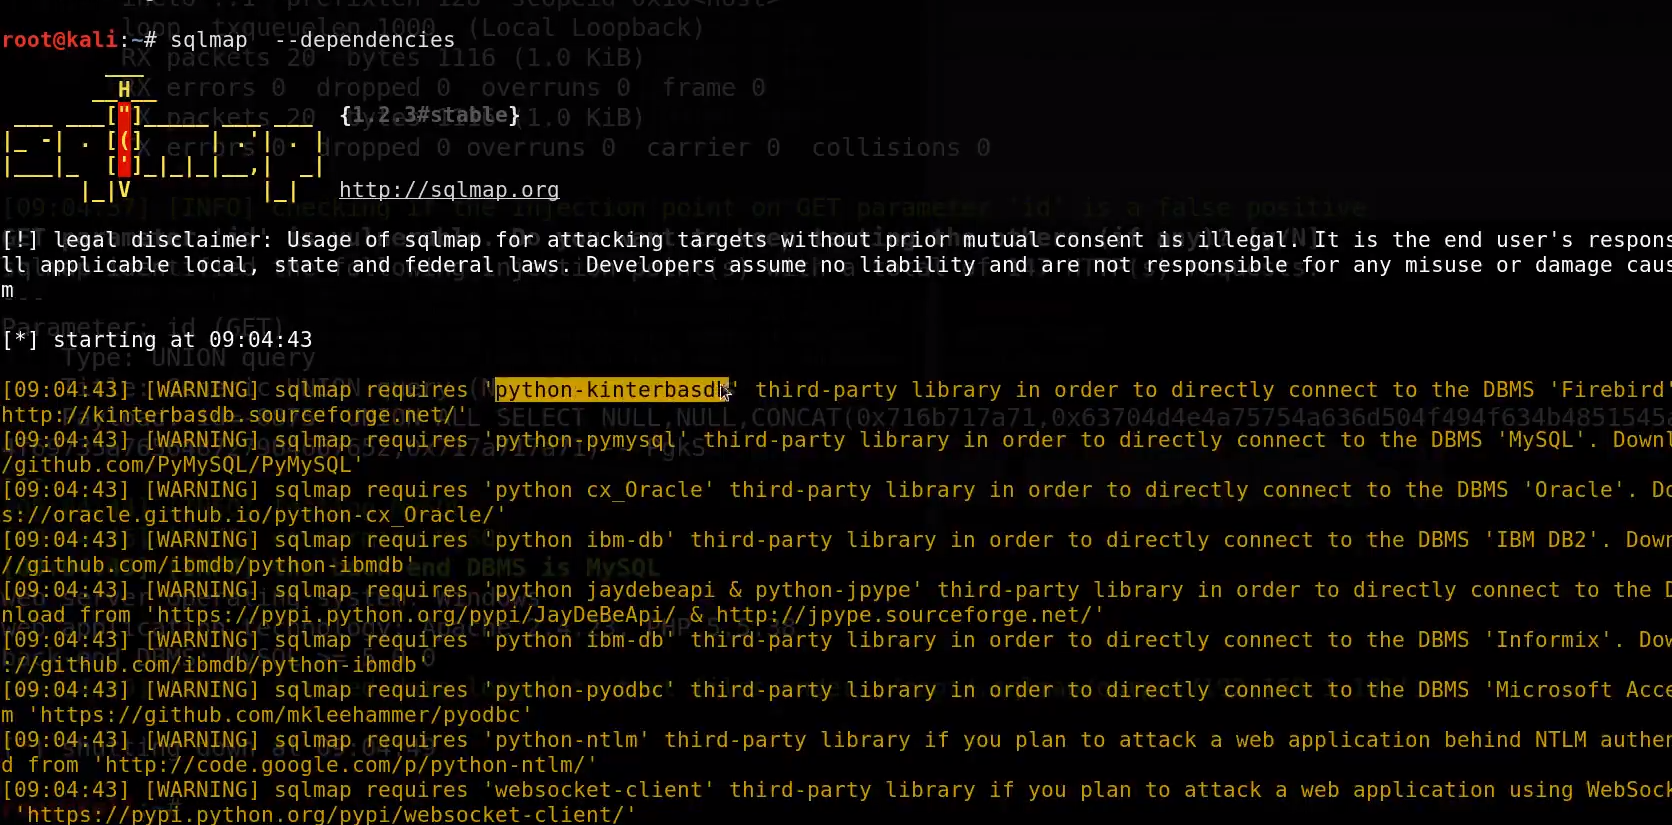 root@kali:~# sqlmap  --dependencies
{1.2.3#stable}
http://sqlmap.org
[!] legal disclaimer: Usage of sqlmap for attacking targets without prior mutual consent is illegal. It is the end user's respons
ll applicable local, state and federal laws. Developers assume no liability and are not responsible for any misuse or damage caus
m
[*] starting at 09:04:43
[09:04:43] [WARNING] sqlmap requires 'python-kinterbasdb' third-party library in order to directly connect to the DBMS 'Firebird'
http://kinterbasdb.sourceforge.net/'
[09:04:43] [WARNING] sqlmap requires 'python-pymysql' third-party library in order to directly connect to the DBMS 'MySQL'. Downl
/github.com/PyMySQL/PyMySQL'
[09:04:43] [WARNING] sqlmap requires 'python cx_Oracle' third-party library in order to directly connect to the DBMS 'Oracle'. Do
s://oracle.github.io/python-cx_Oracle/'
[09:04:43] [WARNING] sqlmap requires 'python ibm-db' third-party library in order to directly connect to the DBMS 'IBM DB2'. Down
//github.com/ibmdb/python-ibmdb'
[09:04:43] [WARNING] sqlmap requires 'python jaydebeapi & python-jpype' third-party library in order to directly connect to the D
nload from 'https://pypi.python.org/pypi/JayDeBeApi/ & http://jpype.sourceforge.net/'
[09:04:43] [WARNING] sqlmap requires 'python ibm-db' third-party library in order to directly connect to the DBMS 'Informix'. Dow
://github.com/ibmdb/python-ibmdb'
[09:04:43] [WARNING] sqlmap requires 'python-pyodbc' third-party library in order to directly connect to the DBMS 'Microsoft Acce
m 'https://github.com/mkleehammer/pyodbc'
[09:04:43] [WARNING] sqlmap requires 'python-ntlm' third-party library if you plan to attack a web application behind NTLM authen
d from 'http://code.google.com/p/python-ntlm/'
[09:04:43] [WARNING] sqlmap requires 'websocket-client' third-party library if you plan to attack a web application using WebSock
'https://pypi.python.org/pypi/websocket-client/'